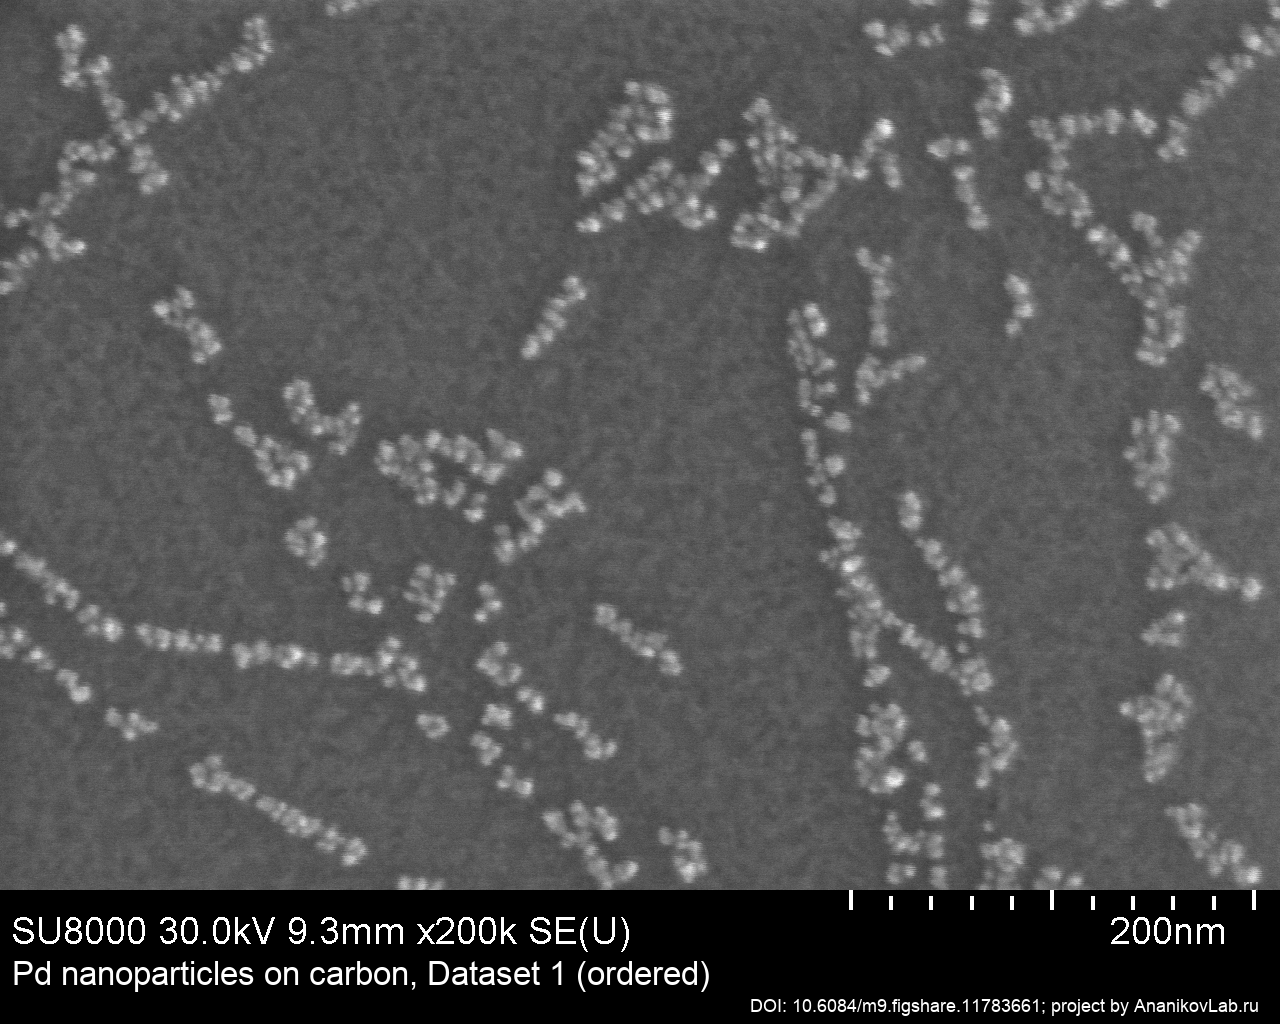 SU8000 30.0kV 9.3mm x200k SE(U)
200nm
Pd nanoparticles on carbon, Dataset 1 (ordered)
DOI: 10.6084/m9.figshare.11783661; project by AnanikovLab.ru